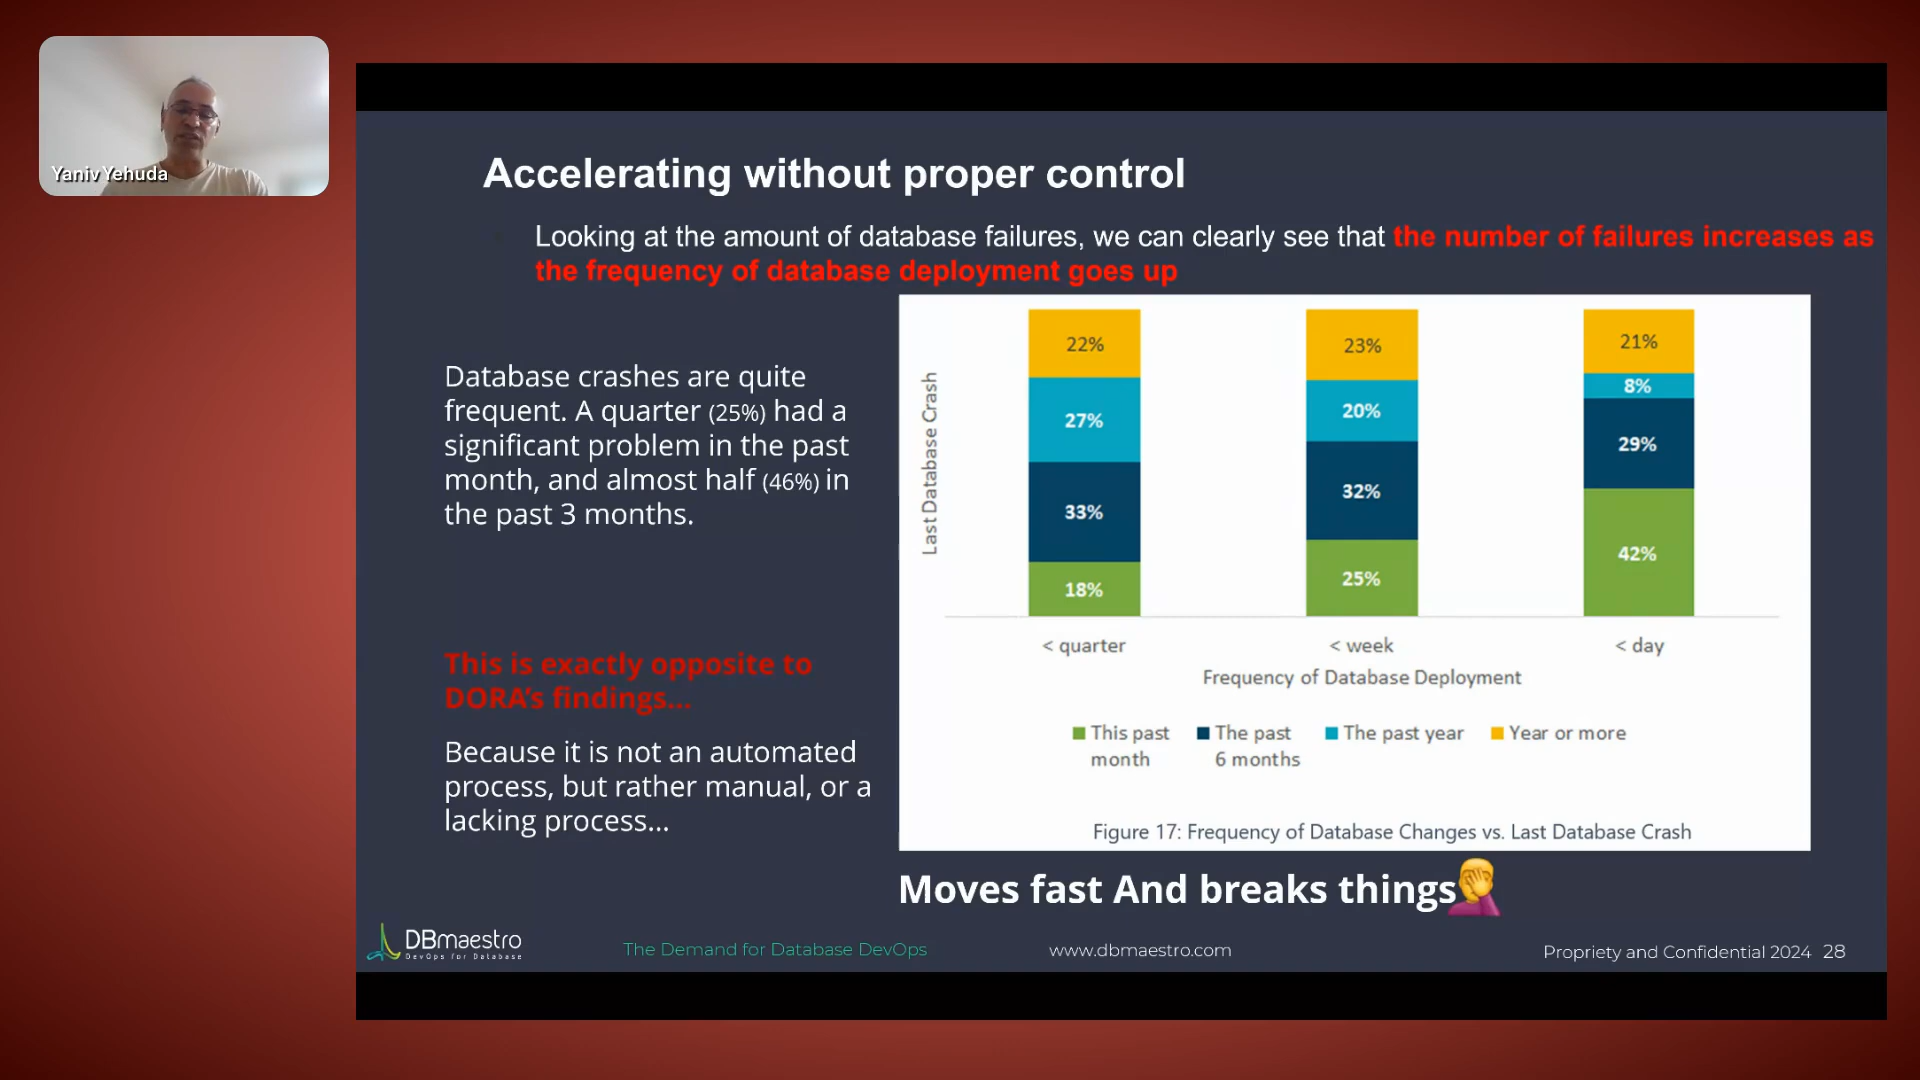 Yaniv Yehuda
Accelerating without proper control
Looking at the amount of database failures, we can clearly see that the number of failures increases as
the frequency of database deployment goes up
Database crashes are quite
frequent. A quarter (25%) had a
significant problem in the past
month, and almost half (46%) in
the past 3 months.
This is exactly opposite to
DORA's findings...
Because it is not an automated
process, but rather manual, or a
lacking process...
Last Database Crash
22%
27%
33%
18%
23%
20%
32%
25%
21%
8%
29%
42%
< quarter
< week
< day
Frequency of Database Deployment
This past
month
The past
6 months
The past year
Year or more
Figure 17: Frequency of Database Changes vs. Last Database Crash
Moves fast And breaks things
DBmaestro
DevOps for Database
The Demand for Database DevOps
www.dbmaestro.com
Propriety and Confidential 2024 28